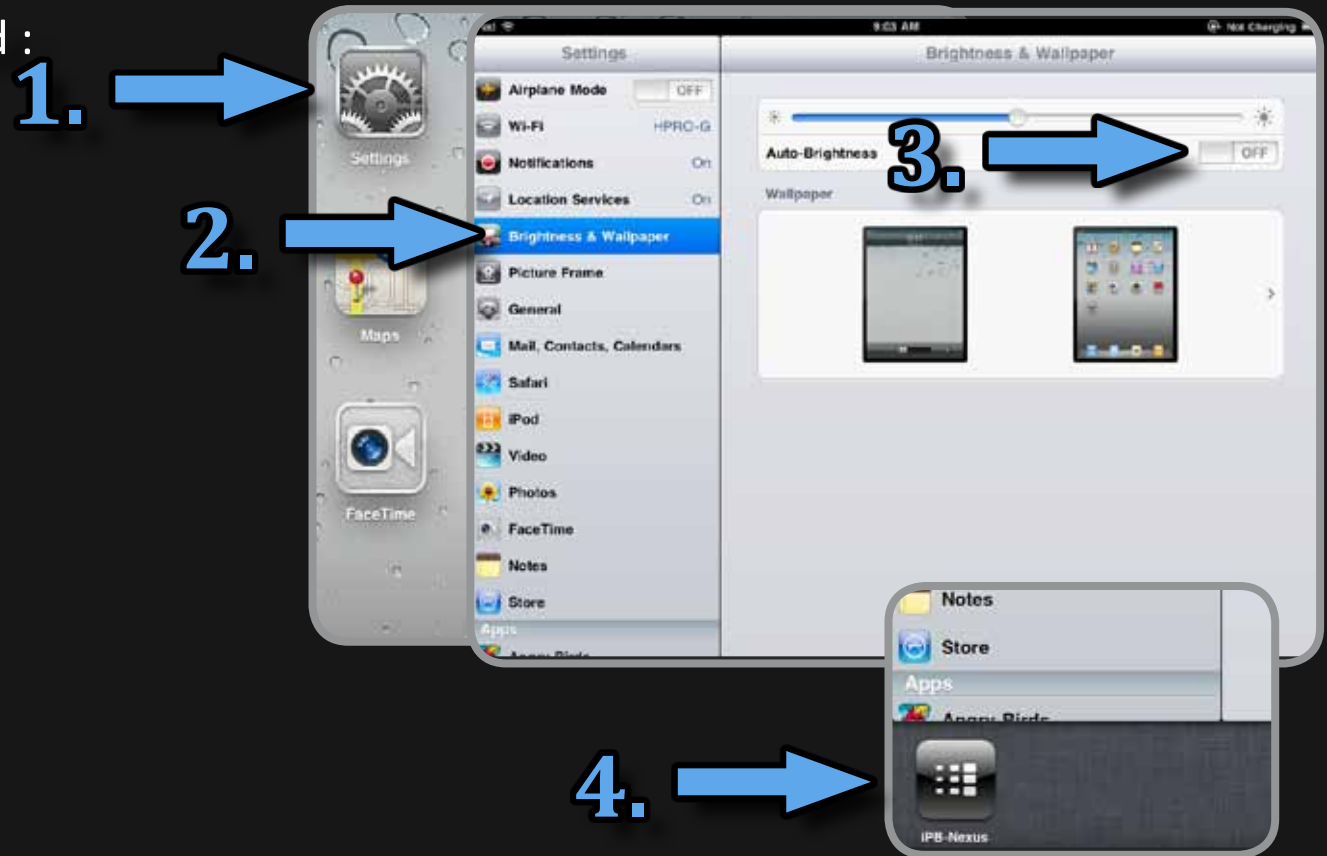 d :
1.
Settings
2.
Maps
FaceTime
9:03 AM
Not Charging
Settings
Airplane Mode OFF
Wi-Fi HPRO-G
Notifications On
Location Services On
Brightness & Wallpaper
Picture Frame
General
Mail, Contacts, Calendars
Safari
iPod
Video
Photos
FaceTime
Notes
Store
Apps
Angry Birds
Brightness & Wallpaper
Auto-Brightness OFF
3.
Wallpaper
4.
Notes
Store
Apps
Angry Birds
iPB-Nexus